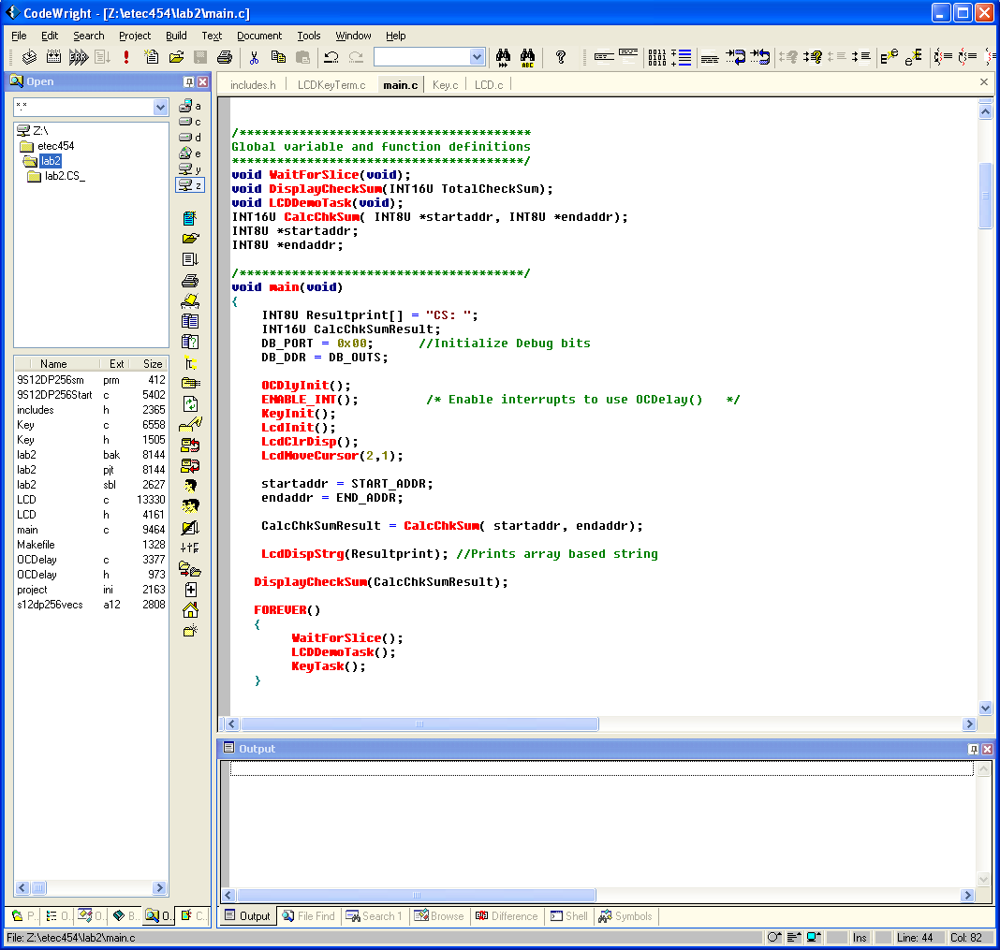 CodeWright - [Z:\etec454\lab2\main.c]
File Edit Search Project Build Text Document Tools Window Help
Open
*.*
Z:\
etec454
lab2
lab2.CS_
a
c
d
e
y
z
Name Ext Size
9S12DP256sm prm 412
9S12DP256Start c 5402
includes h 2365
Key c 6558
Key h 1505
lab2 bak 8144
lab2 pjt 8144
lab2 sbl 2627
LCD c 13330
LCD h 4161
main c 9464
Makefile 1328
OCDelay c 3377
OCDelay h 973
project ini 2163
s12dp256vecs a12 2808
P.. O.. O.. B.. O.. C..
includes.h LCDKeyTerm.c main.c Key.c LCD.c
/***************************************
Global variable and function definitions
***************************************/
void WaitForSlice(void);
void DisplayCheckSum(INT16U TotalCheckSum);
void LCDDemoTask(void);
INT16U CalcChkSum( INT8U *startaddr, INT8U *endaddr);
INT8U *startaddr;
INT8U *endaddr;
/**************************************/
void main(void)
{
INT8U Resultprint[] = "CS: ";
INT16U CalcChkSumResult;
DB_PORT = 0x00; //Initialize Debug bits
DB_DDR = DB_OUTS;
OCDlyInit();
ENABLE_INT(); /* Enable interrupts to use OCDelay() */
KeyInit();
LcdInit();
LcdClrDisp();
LcdMoveCursor(2,1);
startaddr = START_ADDR;
endaddr = END_ADDR;
CalcChkSumResult = CalcChkSum( startaddr, endaddr);
LcdDispStrg(Resultprint); //Prints array based string
DisplayCheckSum(CalcChkSumResult);
FOREVER()
{
WaitForSlice();
LCDDemoTask();
KeyTask();
}
Output
Output File Find Search 1 Browse Difference Shell Symbols
File: Z:\etec454\lab2\main.c Ins Line: 44 Col: 82